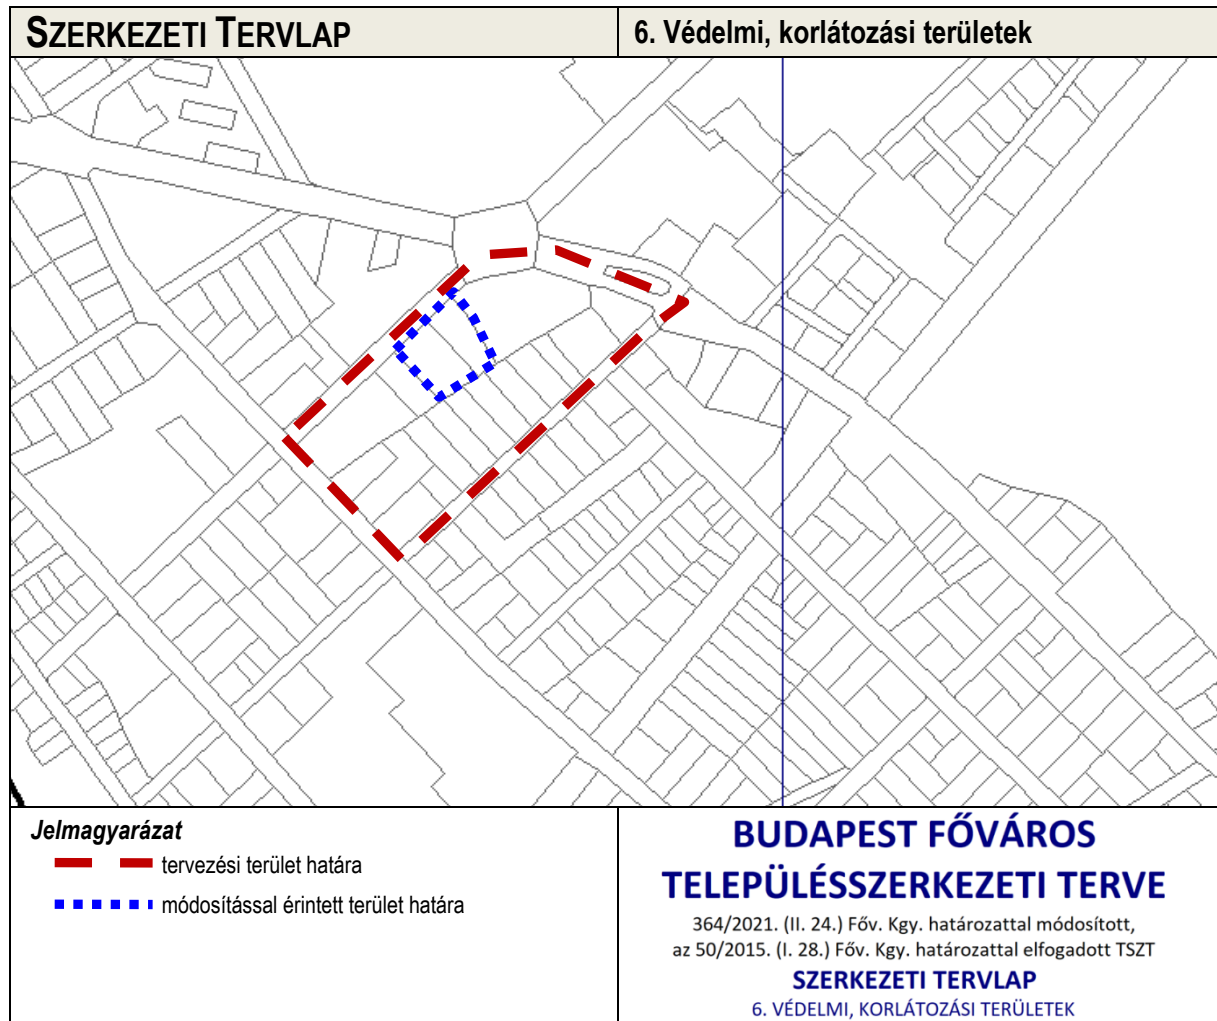 SZERKEZETI TERVLAP
6. Védelmi, korlátozási területek
Jelmagyarázat
tervezési terület határa
módosítással érintett terület határa
BUDAPEST FŐVÁROS
TELEPÜLÉSSZERKEZETI TERVE
364/2021. (II. 24.) Főv. Kgy. határozattal módosított,
az 50/2015. (I. 28.) Főv. Kgy. határozattal elfogadott TSZT
SZERKEZETI TERVLAP
6. VÉDELMI, KORLÁTOZÁSI TERÜLETEK